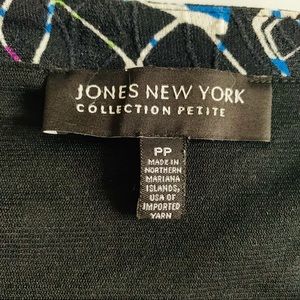 JONES NEW YORK
COLLECTION PETITE
PP
MADE IN
NORTHERN
MARIANA
ISLANDS,
USA OF
IMPORTED
YARN